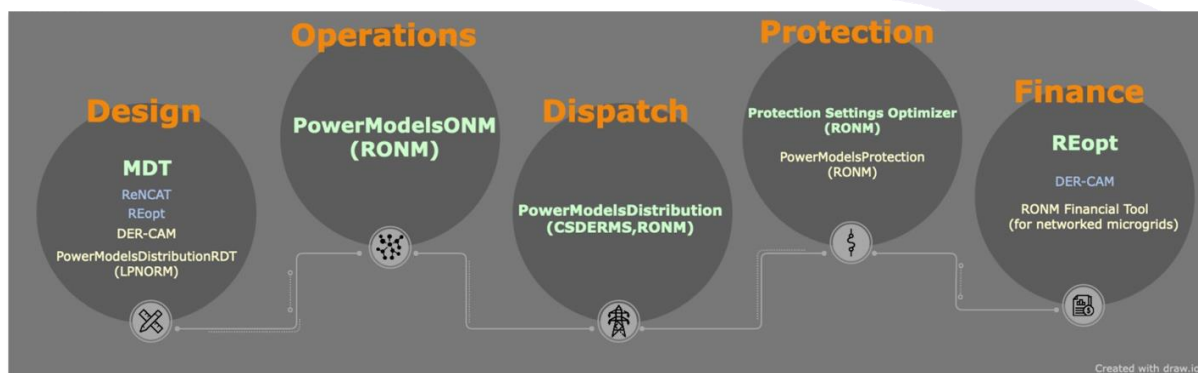 Design
MDT
ReNCAT
REopt
DER-CAM
PowerModelsDistributionRDT
(LPNORM)
Operations
PowerModelsONM
(RONM)
Dispatch
PowerModelsDistribution
(CSDERMS,RONM)
Protection
Protection Settings Optimizer
(RONM)
PowerModelsProtection
(RONM)
Finance
REopt
DER-CAM
RONM Financial Tool
(for networked microgrids)
Created with draw.io